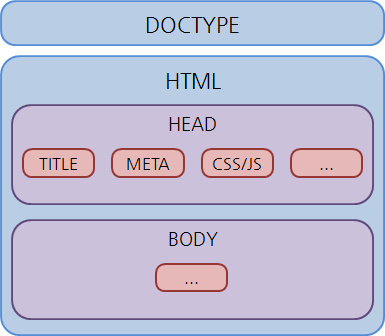 DOCTYPE
HTML
HEAD
TITLE META CSS/JS ...
BODY
...